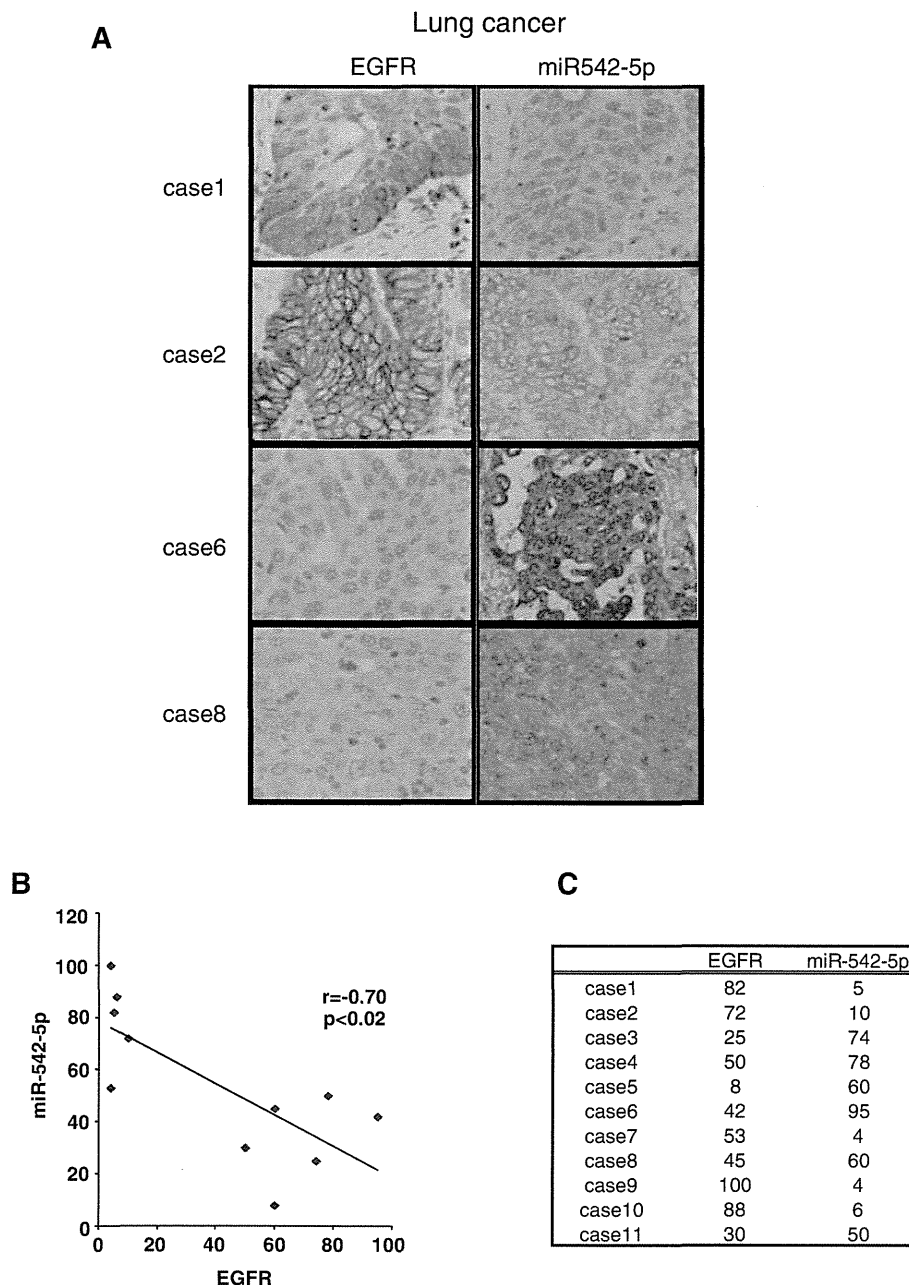 Lung cancer
A
EGFR miR542-5p
case1
case2
case6
case8
B
120
100
80
60
40
20
0
miR-542-5p
r=-0.70
p<0.02
0 20 40 60 80 100
EGFR
C
EGFR miR-542-5p
case1 82 5
case2 72 10
case3 25 74
case4 50 78
case5 8 60
case6 42 95
case7 53 4
case8 45 60
case9 100 4
case10 88 6
case11 30 50